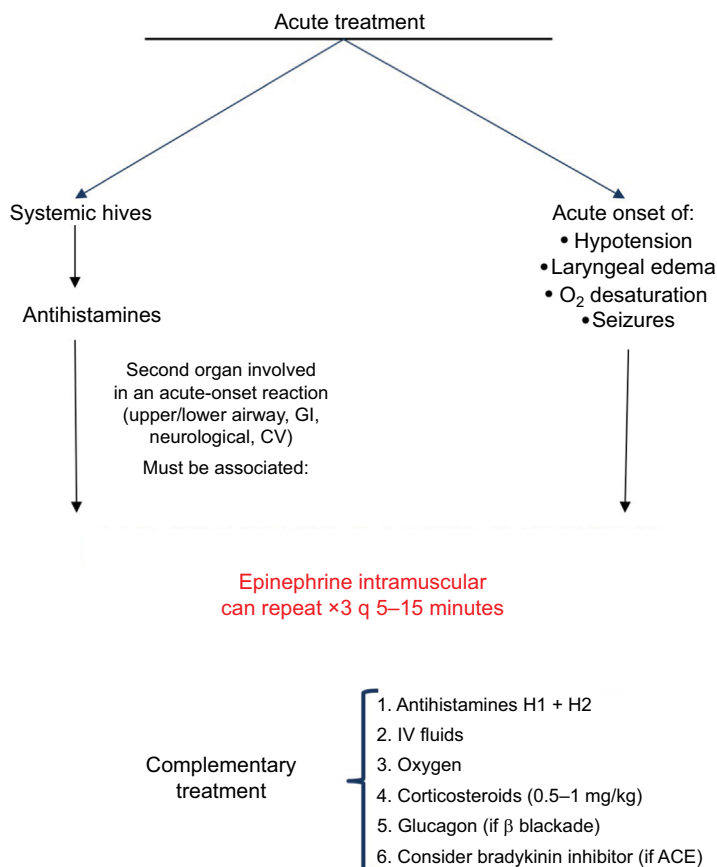 Acute treatment
Systemic hives
Antihistamines
Acute onset of:
• Hypotension
•Laryngeal edema
• O₂ desaturation
•Seizures
Second organ involved
in an acute-onset reaction
(upper/lower airway, GI,
neurological, CV)
Must be associated:
Epinephrine intramuscular
can repeat ×3 q 5–15 minutes
Complementary
treatment
1. Antihistamines H1 + H2
2. IV fluids
3. Oxygen
4. Corticosteroids (0.5–1 mg/kg)
5. Glucagon (if β blackade)
6. Consider bradykinin inhibitor (if ACE)